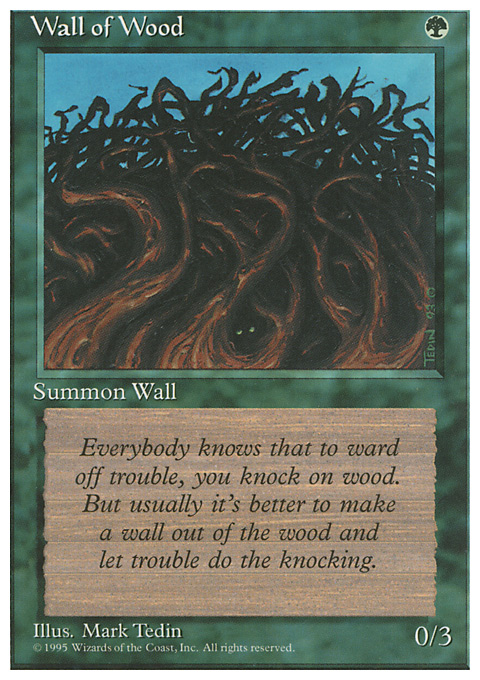 Wall of Wood
TEDIN 93 ©
Summon Wall
Everybody knows that to ward
off trouble, you knock on wood.
But usually it's better to make
a wall out of the wood and
let trouble do the knocking.
Illus. Mark Tedin
0/3
© 1995 Wizards of the Coast, Inc. All rights reserved.